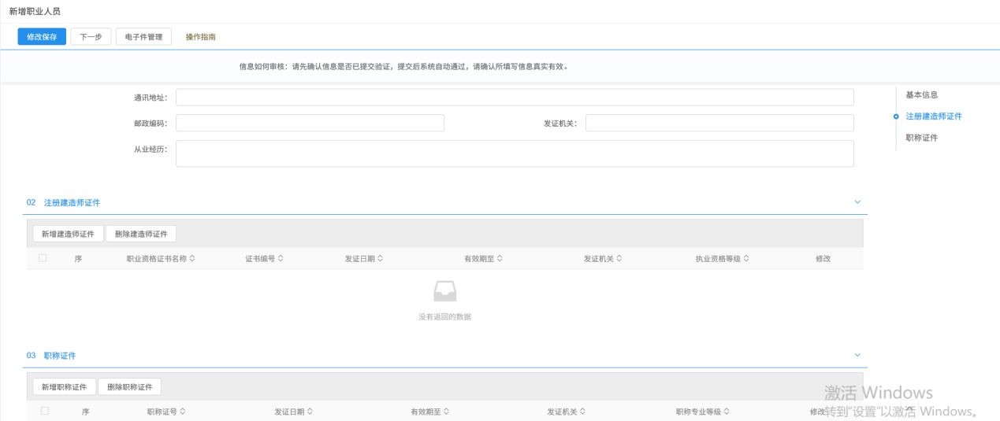 新增职业人员
修改保存 下一步 电子件管理 操作指南
信息如何审核：请先确认信息是否已提交验证，提交后系统自动通过，请确认所填写信息真实有效。
通讯地址：
邮政编码： 发证机关：
从业经历：
基本信息
注册建造师证件
职称证件
02 注册建造师证件
新增建造师证件 删除建造师证件
序 职业资格证书名称 证书编号 发证日期 有效期至 发证机关 执业资格等级 修改
没有返回的数据
03 职称证件
新增职称证件 删除职称证件
序 职称证号 发证日期 有效期至 发证机关 职称专业等级 修改
激活 Windows
转到"设置"以激活 Windows。